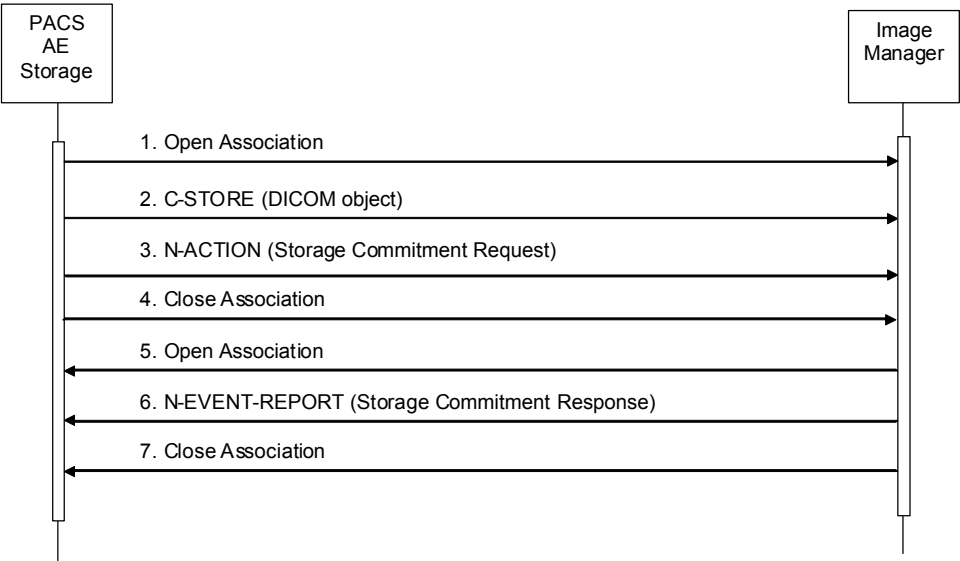 PACS
AE
Storage
Image
Manager
1. Open Association
2. C-STORE (DICOM object)
3. N-ACTION (Storage Commitment Request)
4. Close Association
5. Open Association
6. N-EVENT-REPORT (Storage Commitment Response)
7. Close Association